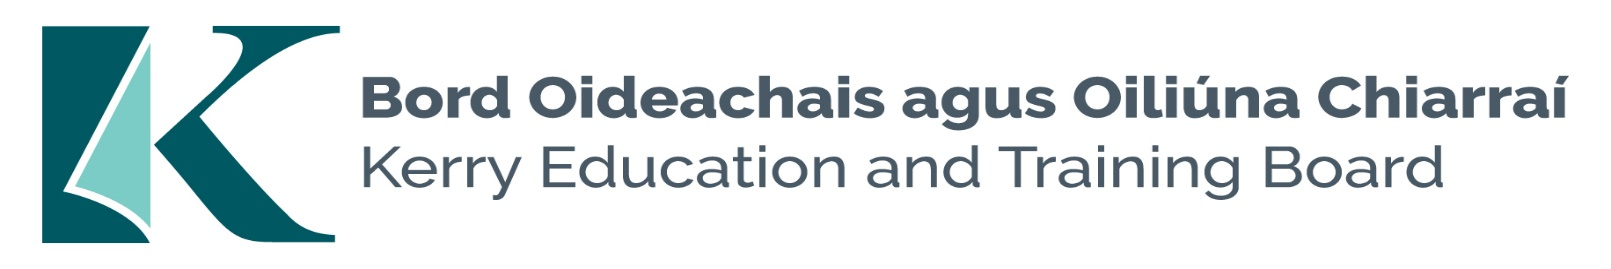 Bord Oideachais agus Oiliúna Chiarraí
Kerry Education and Training Board